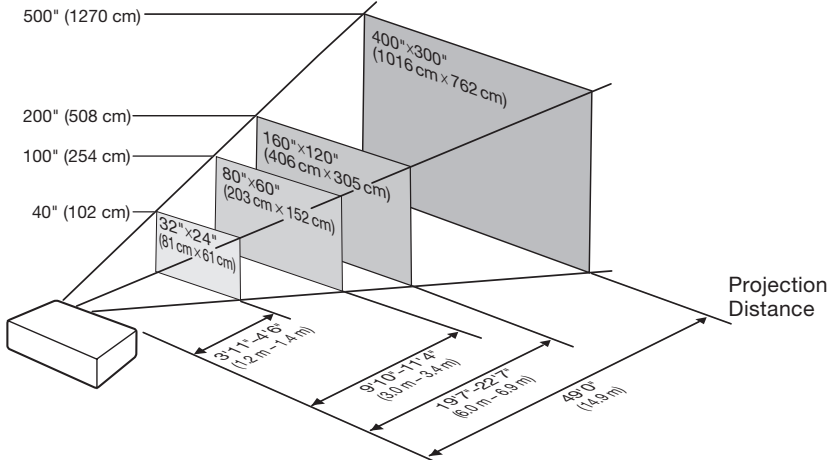 500" (1270 cm)
400"×300"
(1016 cm × 762 cm)
200" (508 cm)
160"×120"
(406 cm × 305 cm)
100" (254 cm)
80"×60"
(203 cm × 152 cm)
40" (102 cm)
32"×24"
(81 cm × 61 cm)
Projection
Distance
3'11"–4'6"
(1.2 m – 1.4 m)
9'10"–11'4"
(3.0 m – 3.4 m)
19'7"–22'7"
(6.0 m – 6.9 m)
49'0"
(14.9 m)